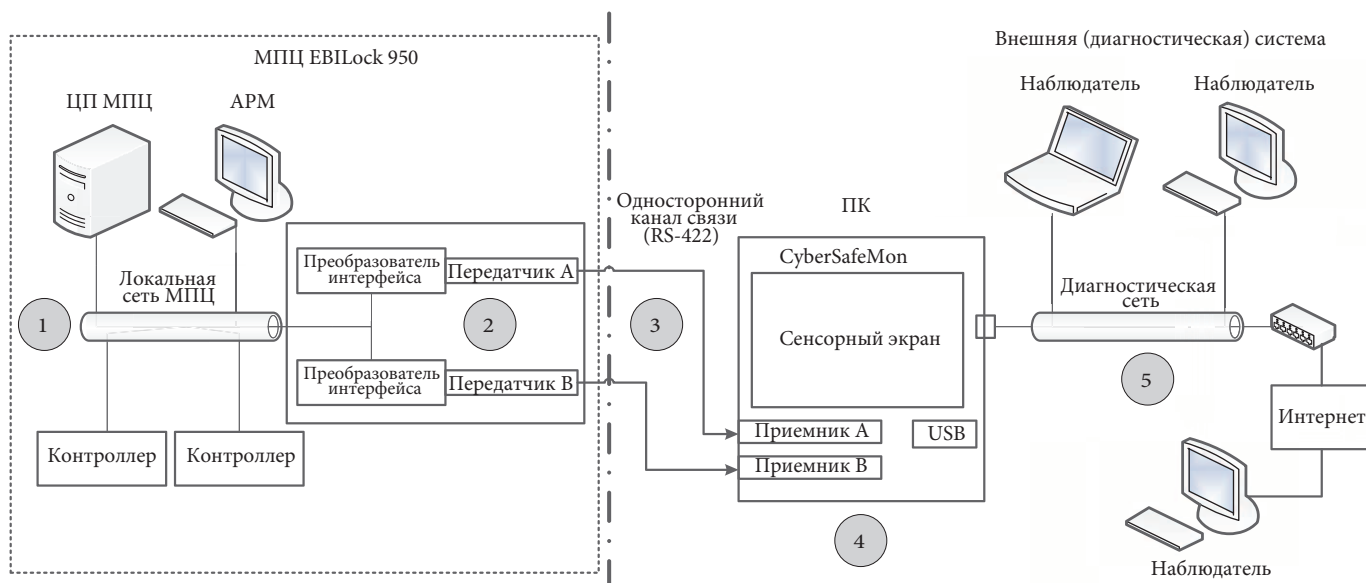 МПЦ EBILock 950
ЦП МПЦ
АРМ
Локальная
сеть МПЦ
1
Контроллер
Контроллер
Преобразователь
интерфейса
Передатчик A
2
Преобразователь
интерфейса
Передатчик B
Односторонний
канал связи
(RS-422)
3
ПК
CyberSafeMon
Сенсорный экран
Приемник A
USB
Приемник B
4
Внешняя (диагностическая) система
Наблюдатель
Наблюдатель
Диагностическая
сеть
5
Интернет
Наблюдатель